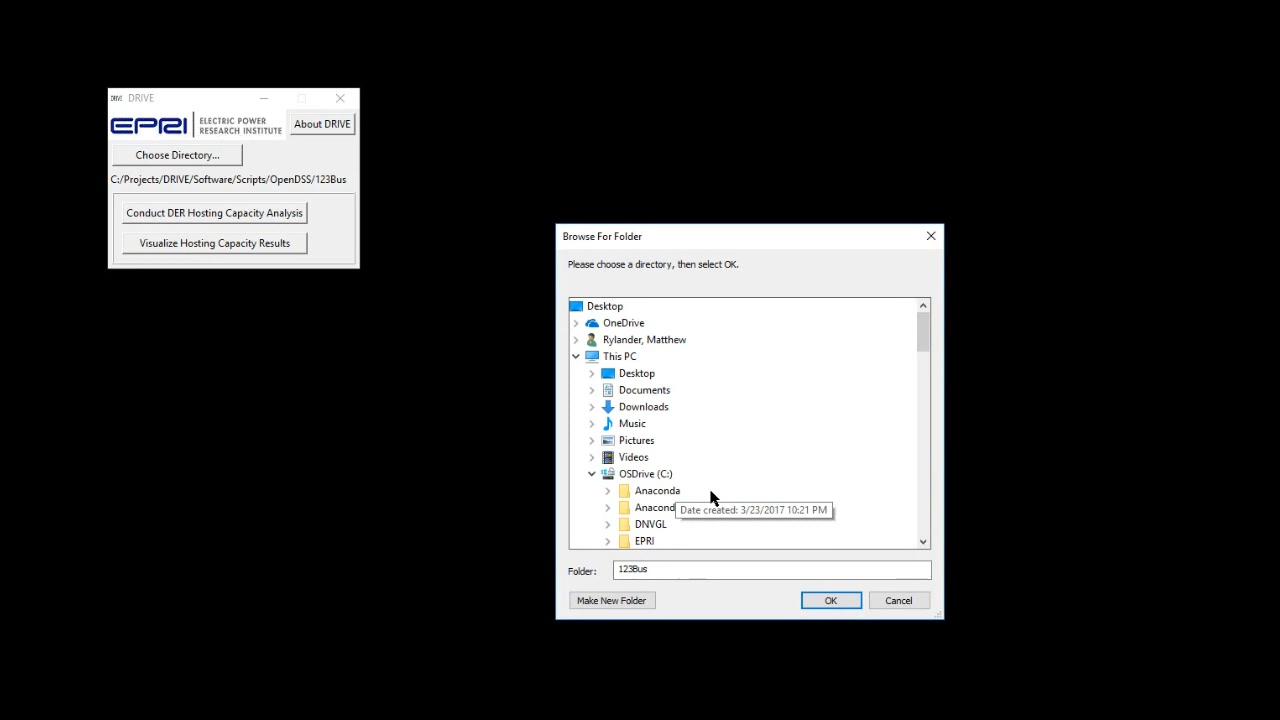 DRIVE DRIVE
EPRI
ELECTRIC POWER
RESEARCH INSTITUTE
About DRIVE
Choose Directory...
C:/Projects/DRIVE/Software/Scripts/OpenDSS/123Bus
Conduct DER Hosting Capacity Analysis
Visualize Hosting Capacity Results
Browse For Folder
Please choose a directory, then select OK.
Desktop
OneDrive
Rylander, Matthew
This PC
Desktop
Documents
Downloads
Music
Pictures
Videos
OSDrive (C:)
Anaconda
Anacond
Date created: 3/23/2017 10:21 PM
DNVGL
EPRI
Folder: 123Bus
Make New Folder
OK
Cancel